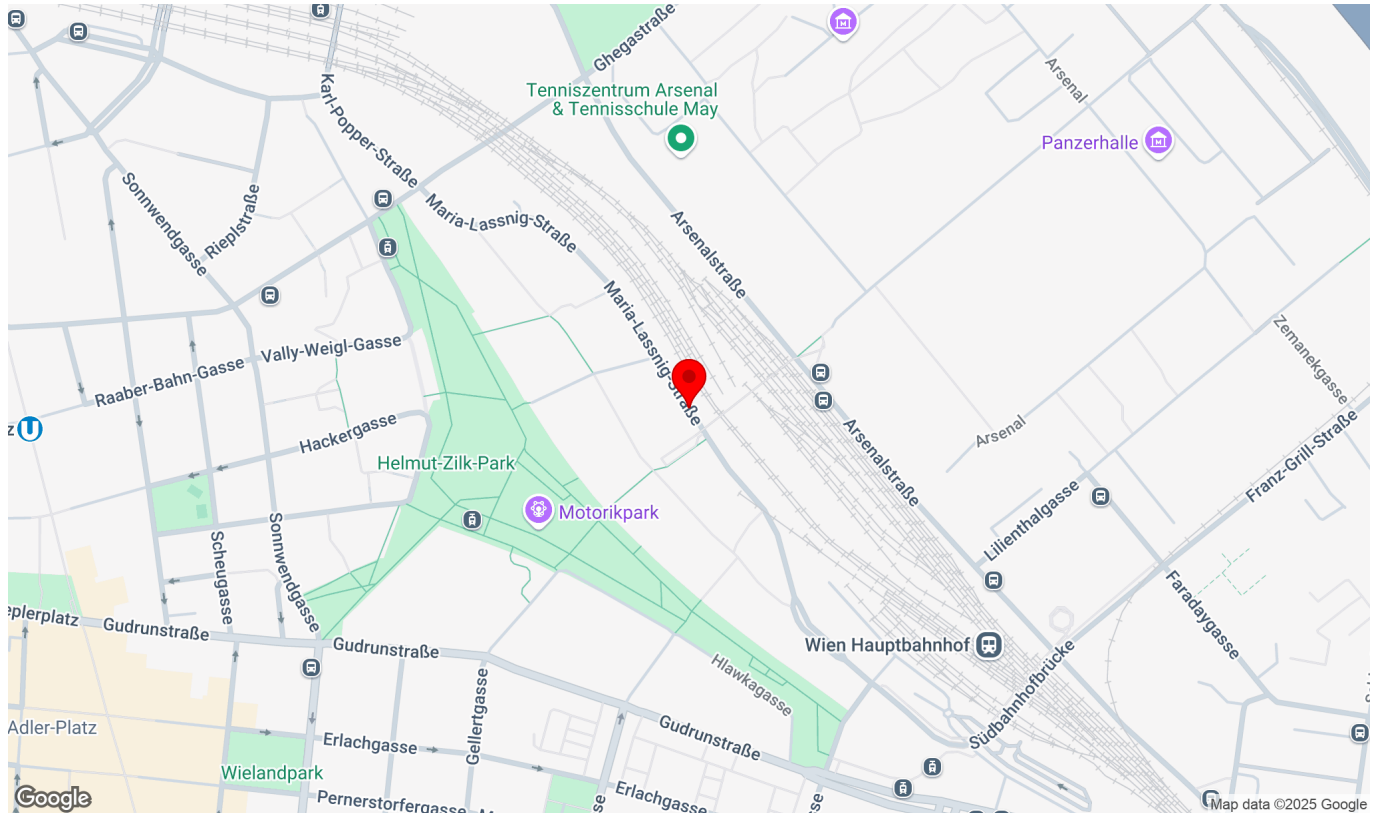 Ghegastraße
Tenniszentrum Arsenal
& Tennisschule May
Arsenal
Panzerhalle
Karl-Popper-Straße
Sonnwendgasse
Rieplstraße
Maria-Lassnig-Straße
Arsenalstraße
Maria-Lassnig-Straße
Zemanekgasse
Vally-Weigl-Gasse
Raaber-Bahn-Gasse
Hackergasse
Arsenal
Arsenalstraße
Franz-Grill-Straße
Helmut-Zilk-Park
Motorikpark
Lilienthalgasse
Scheugasse
Sonnwendgasse
Faradaygasse
eplerplatz
Gudrunstraße
Gudrunstraße
Wien Hauptbahnhof
Hlawkagasse
Gellertgasse
Südbahnhofbrücke
Adler-Platz
Erlachgasse
Gudrunstraße
Wielandpark
Erlachgasse
Pernerstorfergasse
Google
Map data ©2025 Google